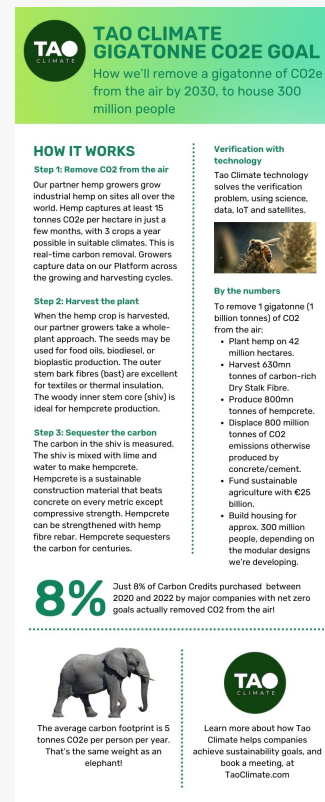 TAO
CLIMATE
TAO CLIMATE
GIGATONNE CO2E GOAL
How we'll remove a gigatonne of CO2e
from the air by 2030, to house 300
million people
HOW IT WORKS
Step 1: Remove CO2 from the air
Our partner hemp growers grow
industrial hemp on sites all over the
world. Hemp captures at least 15
tonnes CO2e per hectare in just a
few months, with 3 crops a year
possible in suitable climates. This is
real-time carbon removal. Growers
capture data on our Platform across
the growing and harvesting cycles.
Step 2: Harvest the plant
When the hemp crop is harvested,
our partner growers take a whole-
plant approach. The seeds may be
used for food oils, biodiesel, or
bioplastic production. The outer
stem bark fibres (bast) are excellent
for textiles or thermal insulation.
The woody inner stem core (shiv) is
ideal for hempcrete production.
Step 3: Sequester the carbon
The carbon in the shiv is measured.
The shiv is mixed with lime and
water to make hempcrete.
Hempcrete is a sustainable
construction material that beats
concrete on every metric except
compressive strength. Hempcrete
can be strengthened with hemp
fibre rebar. Hempcrete sequesters
the carbon for centuries.
Verification with
technology
Tao Climate technology
solves the verification
problem, using science,
data, IoT and satellites.
By the numbers
To remove 1 gigatonne (1
billion tonnes) of CO2
from the air:
• Plant hemp on 42
million hectares.
• Harvest 630mn
tonnes of carbon-rich
Dry Stalk Fibre.
• Produce 800mn
tonnes of hempcrete.
• Displace 800 million
tonnes of CO2
emissions otherwise
produced by
concrete/cement.
• Fund sustainable
agriculture with €25
billion.
• Build housing for
approx. 300 million
people, depending on
the modular designs
we're developing.
8%
Just 8% of Carbon Credits purchased between
2020 and 2022 by major companies with net zero
goals actually removed CO2 from the air!
The average carbon footprint is 5
tonnes CO2e per person per year.
That's the same weight as an
elephant!
TAO
CLIMATE
Learn more about how Tao
Climate helps companies
achieve sustainability goals, and
book a meeting, at
TaoClimate.com